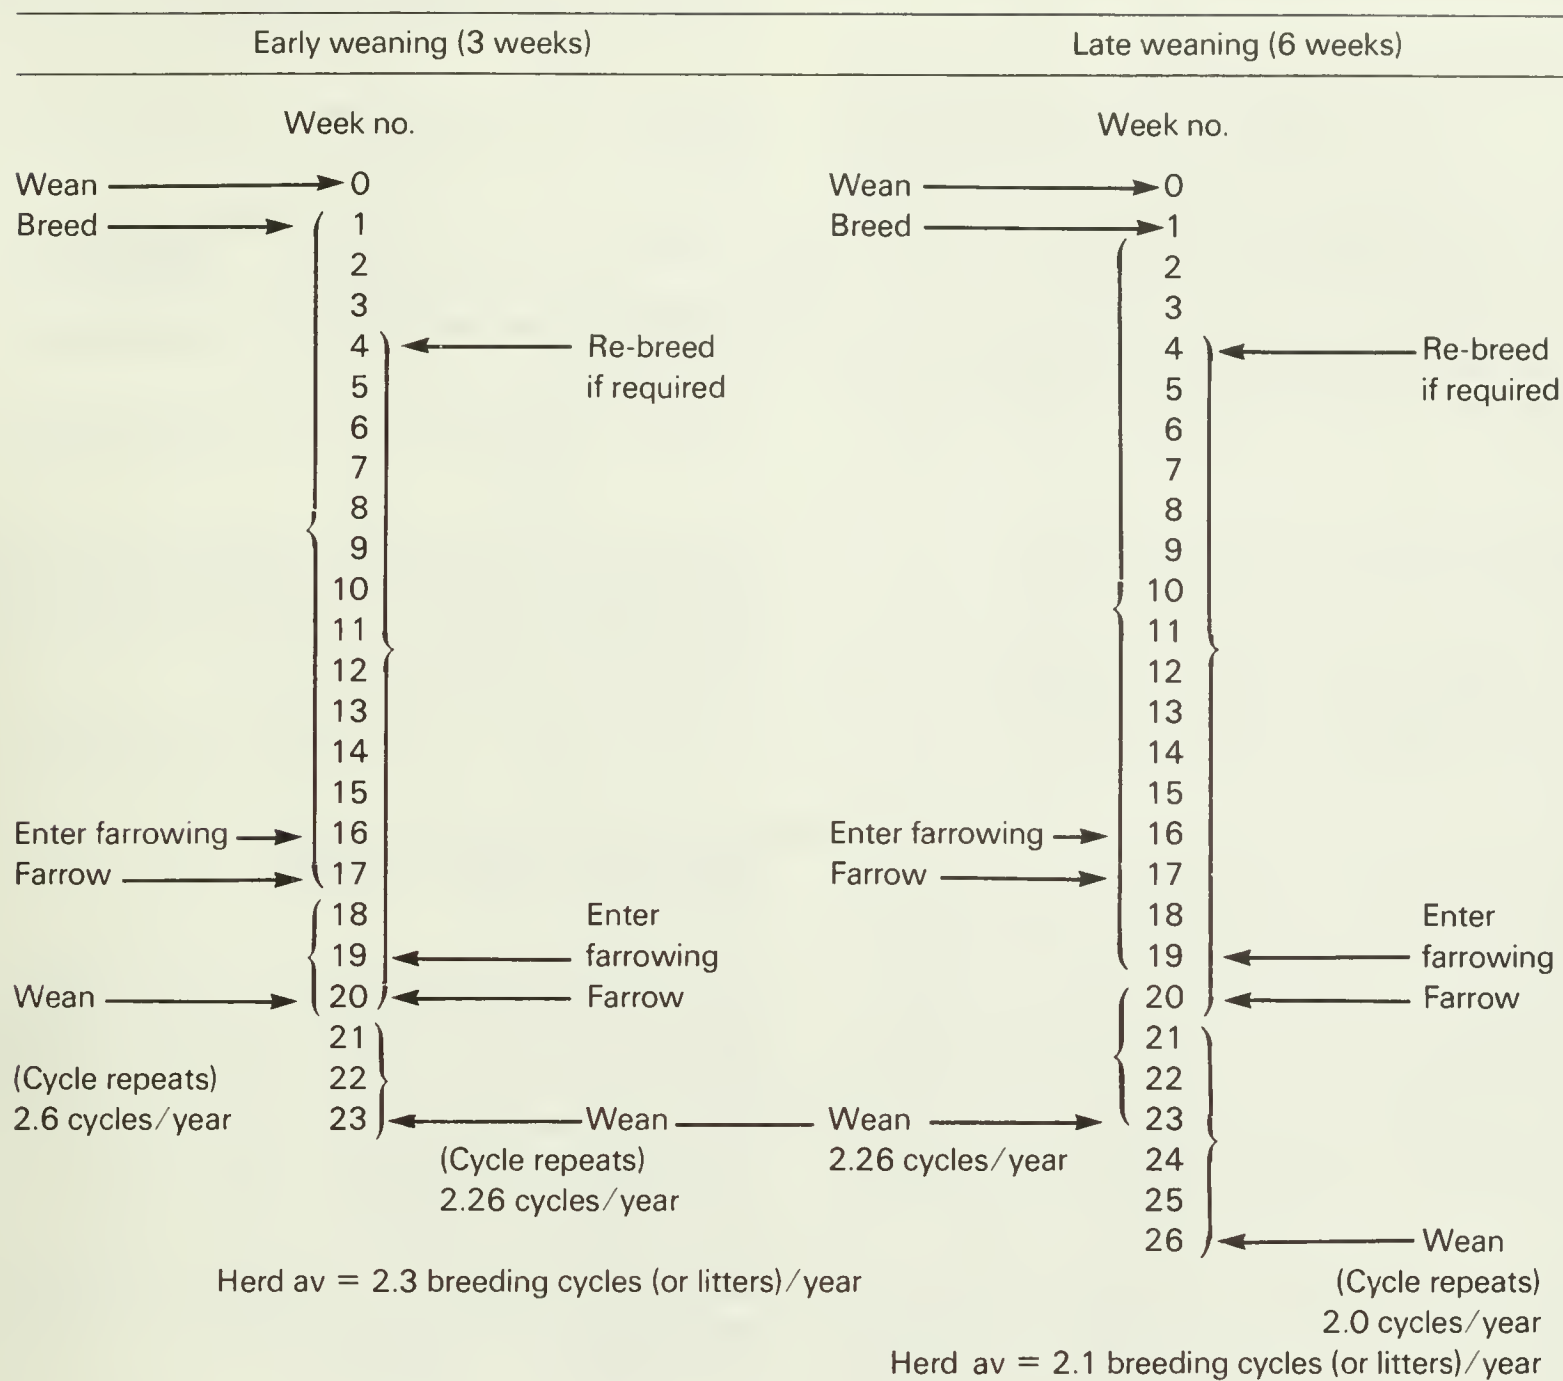 Early weaning (3 weeks) Late weaning (6 weeks)
Week no. Week no.
Wean 0 Wean 0
Breed 1 Breed 1
2 2
3 3
4 Re-breed 4 Re-breed
5 if required 5 if required
6 6
7 7
8 8
9 9
10 10
11 11
12 12
13 13
14 14
15 15
Enter farrowing 16 Enter farrowing 16
Farrow 17 Farrow 17
18 Enter 18 Enter
19 farrowing 19 farrowing
Wean 20 Farrow 20 Farrow
21 21
(Cycle repeats) 22 22
2.6 cycles/year 23 Wean Wean 23
(Cycle repeats) 2.26 cycles/year 24
2.26 cycles/year 25
26 Wean
Herd av = 2.3 breeding cycles (or litters)/year (Cycle repeats)
2.0 cycles/year
Herd av = 2.1 breeding cycles (or litters)/year